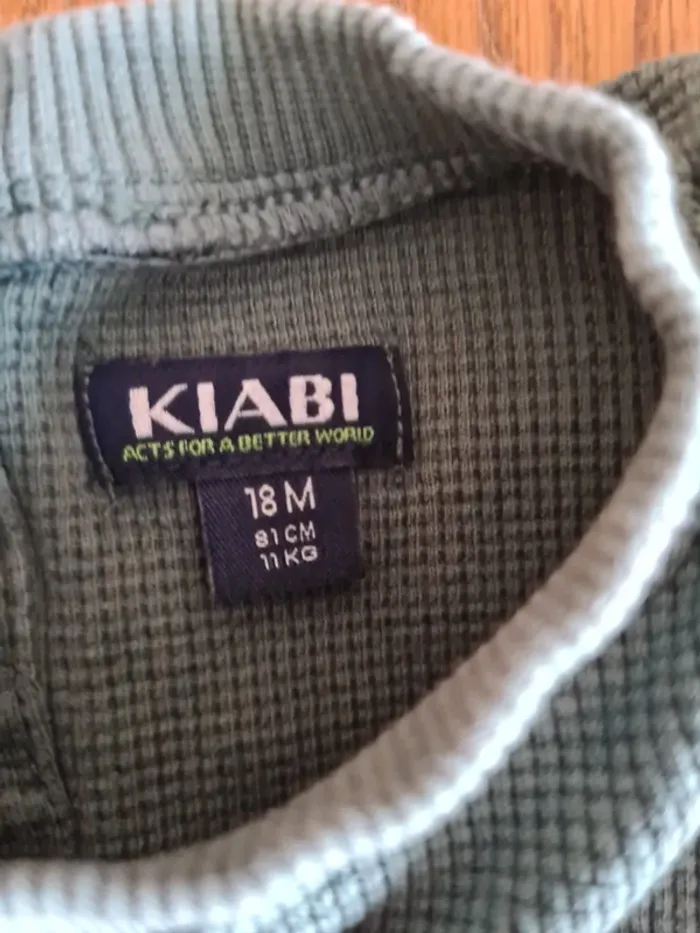 KIABI
ACTS FOR A BETTER WORLD
18 M
81 CM
11 KG